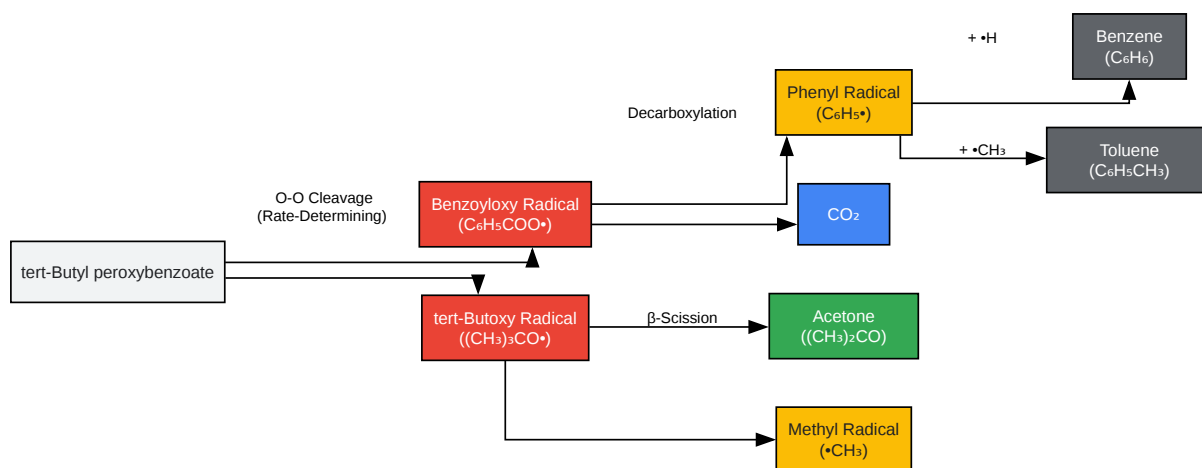 + •H
Benzene
(C₆H₆)
Phenyl Radical
(C₆H₅•)
Decarboxylation
+ •CH₃
Toluene
(C₆H₅CH₃)
O-O Cleavage
(Rate-Determining)
Benzoyloxy Radical
(C₆H₅COO•)
CO₂
tert-Butyl peroxybenzoate
tert-Butoxy Radical
((CH₃)₃CO•)
β-Scission
Acetone
((CH₃)₂CO)
Methyl Radical
(•CH₃)